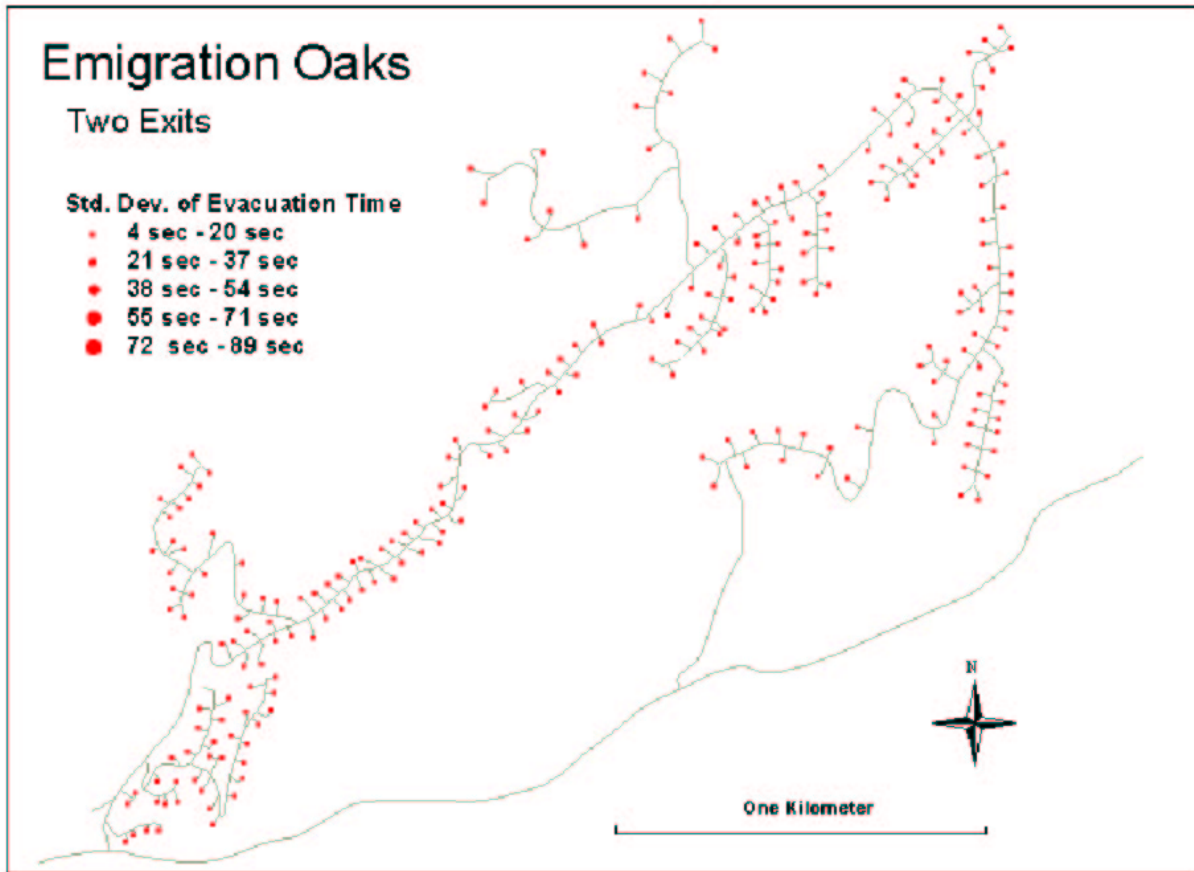 Emigration Oaks
Two Exits
Std. Dev. of Evacuation Time
4 sec - 20 sec
21 sec - 37 sec
38 sec - 54 sec
55 sec - 71 sec
72 sec - 89 sec
N
One Kilometer